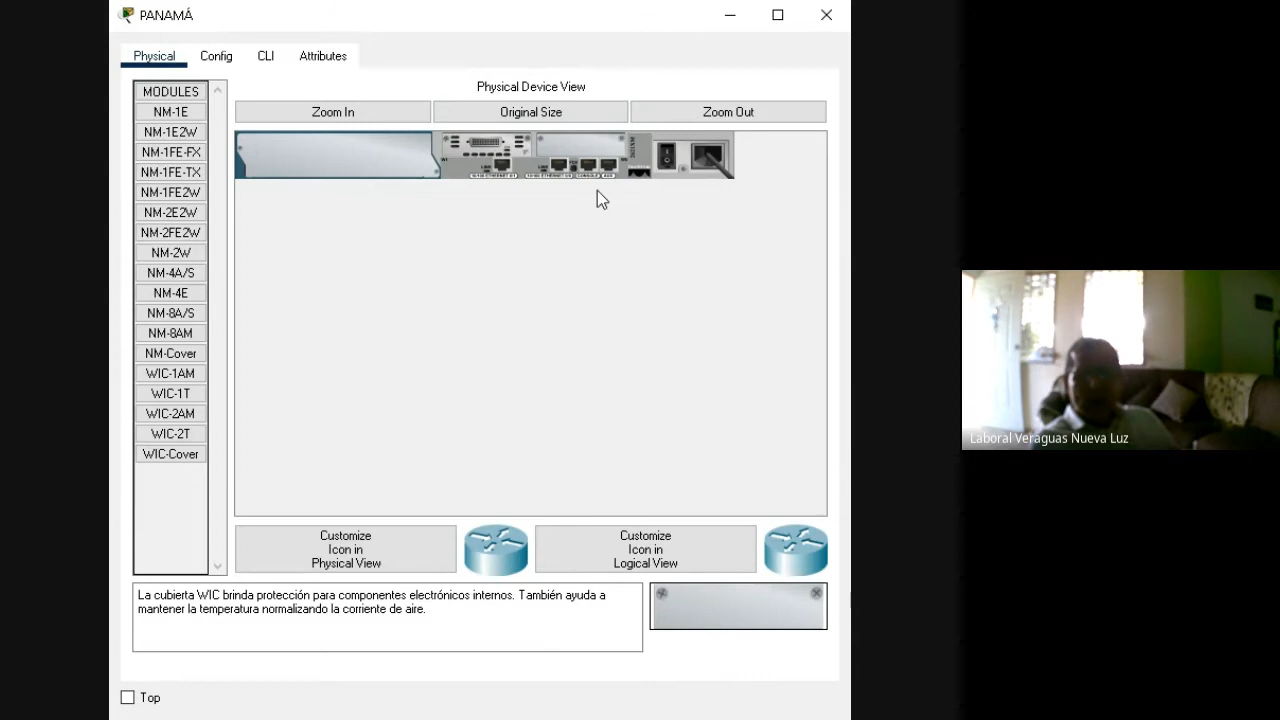 PANAMÁ
Physical
Config
CLI
Attributes
MODULES
NM-1E
NM-1E2W
NM-1FE-FX
NM-1FE-TX
NM-1FE2W
NM-2E2W
NM-2FE2W
NM-2W
NM-4A/S
NM-4E
NM-8A/S
NM-8AM
NM-Cover
WIC-1AM
WIC-1T
WIC-2AM
WIC-2T
WIC-Cover
Physical Device View
Zoom In
Original Size
Zoom Out
Customize
Icon in
Physical View
Customize
Icon in
Logical View
La cubierta WIC brinda protección para componentes electrónicos internos. También ayuda a
mantener la temperatura normalizando la corriente de aire.
Top
Laboral Veraguas Nueva Luz